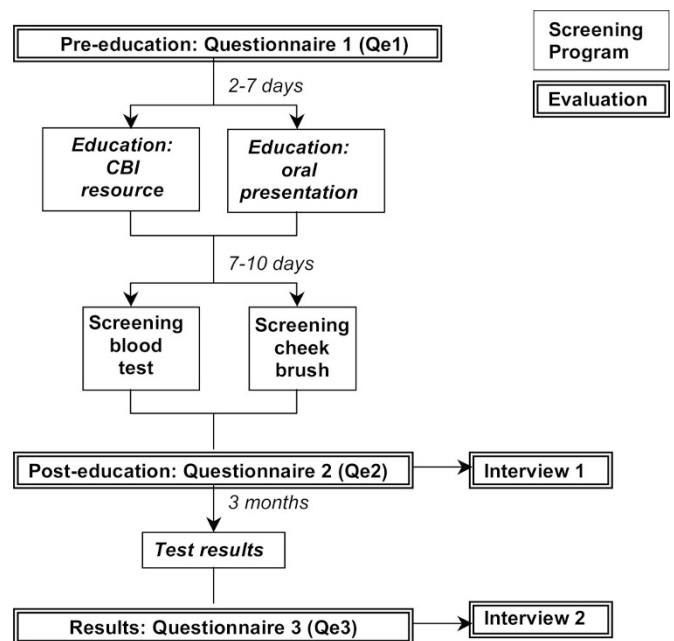 Pre-education: Questionnaire 1 (Qe1)
Screening
Program
Evaluation
2-7 days
Education:
CBI
resource
Education:
oral
presentation
7-10 days
Screening
blood
test
Screening
cheek
brush
Post-education: Questionnaire 2 (Qe2)
Interview 1
3 months
Test results
Results: Questionnaire 3 (Qe3)
Interview 2